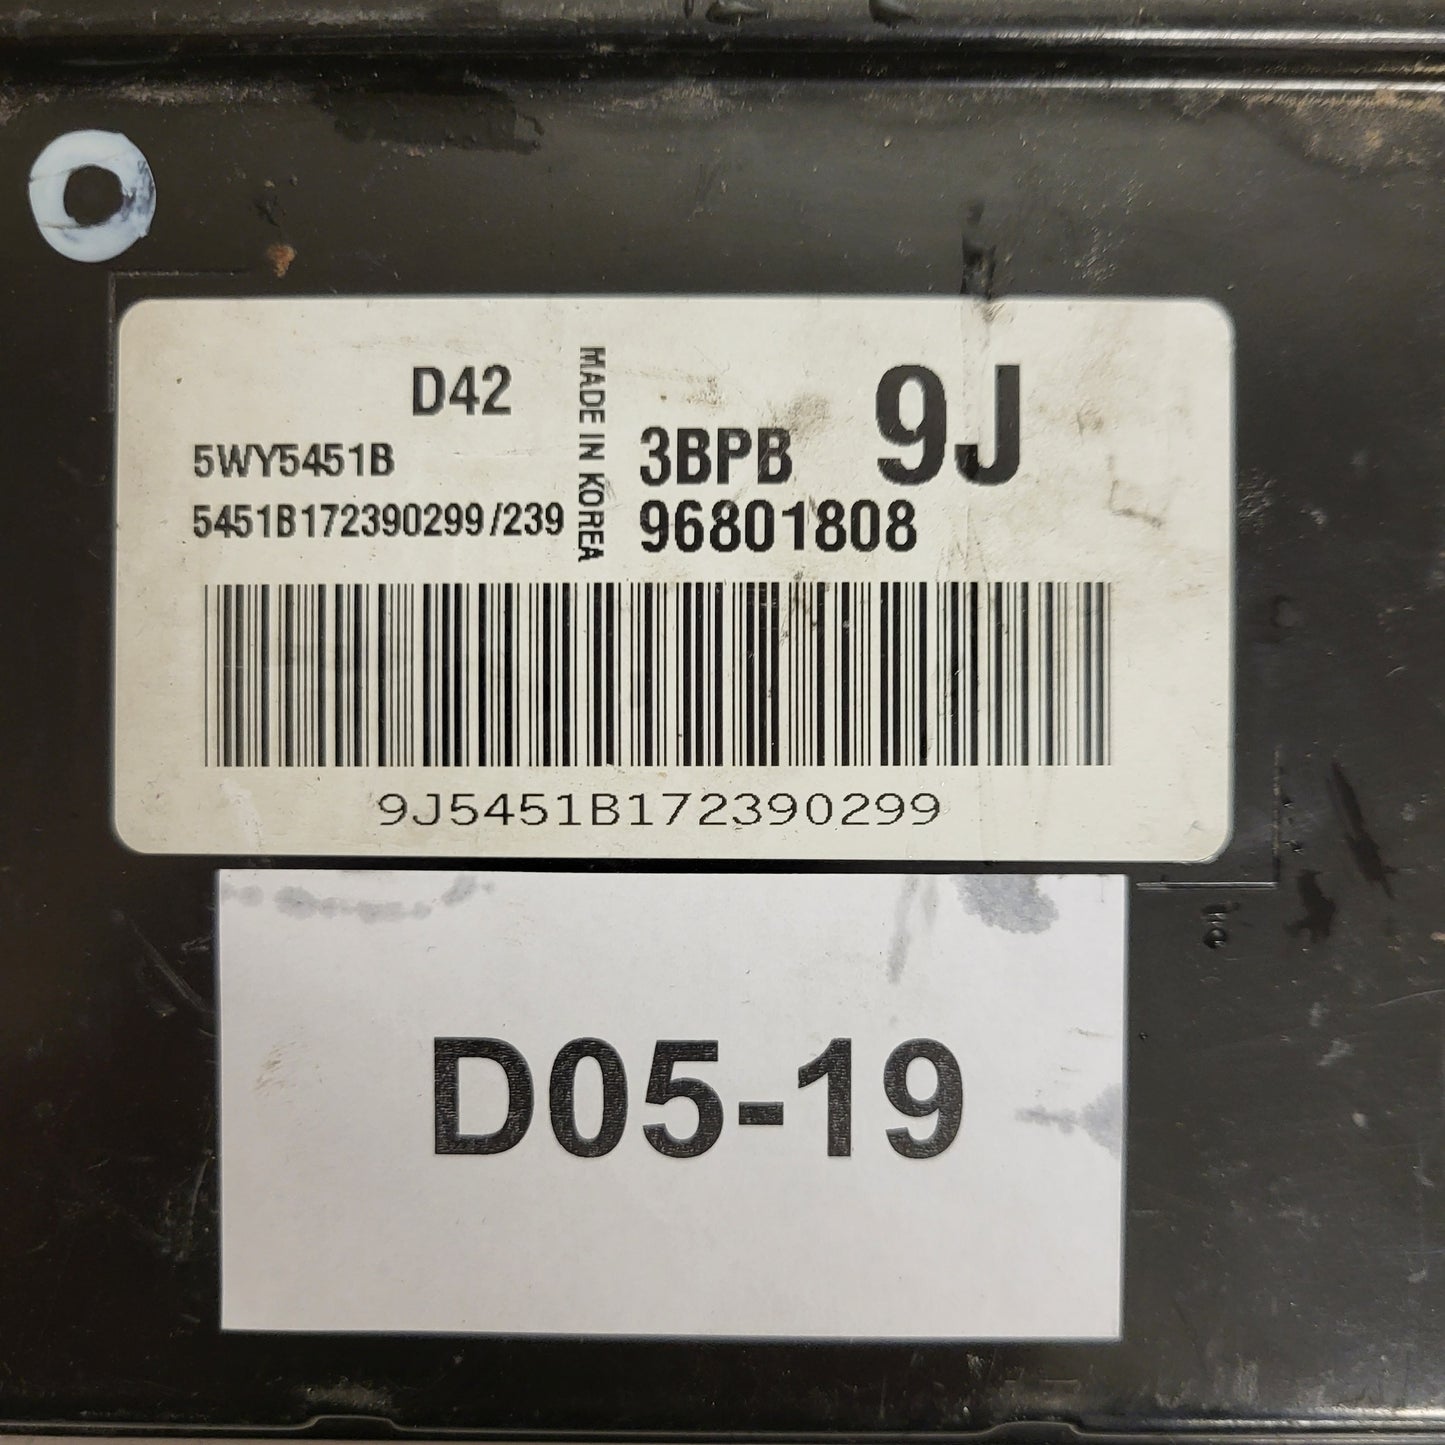 D42
5WY5451B
5451B172390299/239
MADE IN KOREA
9J
3BPB
96801808
9J5451B172390299
D05-19